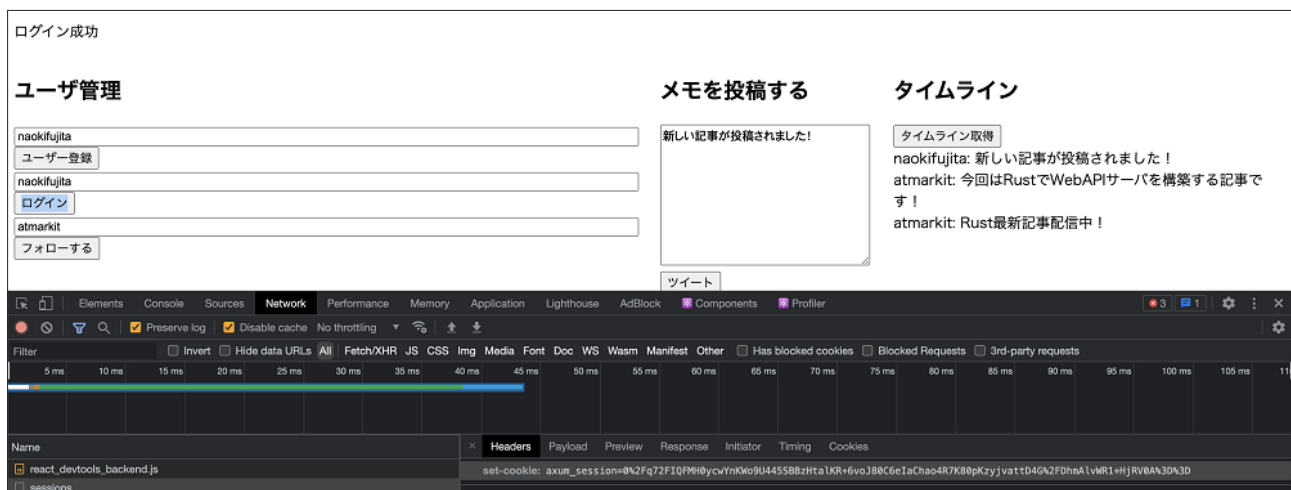 ログイン成功
ユーザ管理
naokifujita
ユーザー登録
naokifujita
ログイン
atmarkit
フォローする
メモを投稿する
新しい記事が投稿されました!
ツイート
タイムライン
タイムライン取得
naokifujita: 新しい記事が投稿されました！
atmarkit: 今回はRustでWebAPIサーバを構築する記事で
す！
atmarkit: Rust最新記事配信中！
Elements Console Sources Network Performance Memory Application Lighthouse AdBlock Components Profiler 3 1
Preserve log Disable cache No throttling
Filter Invert Hide data URLs All Fetch/XHR JS CSS Img Media Font Doc WS Wasm Manifest Other Has blocked cookies Blocked Requests 3rd-party requests
5 ms 10 ms 15 ms 20 ms 25 ms 30 ms 35 ms 40 ms 45 ms 50 ms 55 ms 60 ms 65 ms 70 ms 75 ms 80 ms 85 ms 90 ms 95 ms 100 ms 105 ms 11
Name Headers Payload Preview Response Initiator Timing Cookies
react_devtools_backend.js
set-cookie: axum_session=0%2Fq72FIQFMH0ycwYnKWo9U445SBBzHtalKR+6voJ80C6eIaChao4R7K80pKzyjvattD4G%2FDhmAlvWR1+HjRV0A%3D%3D
sessions